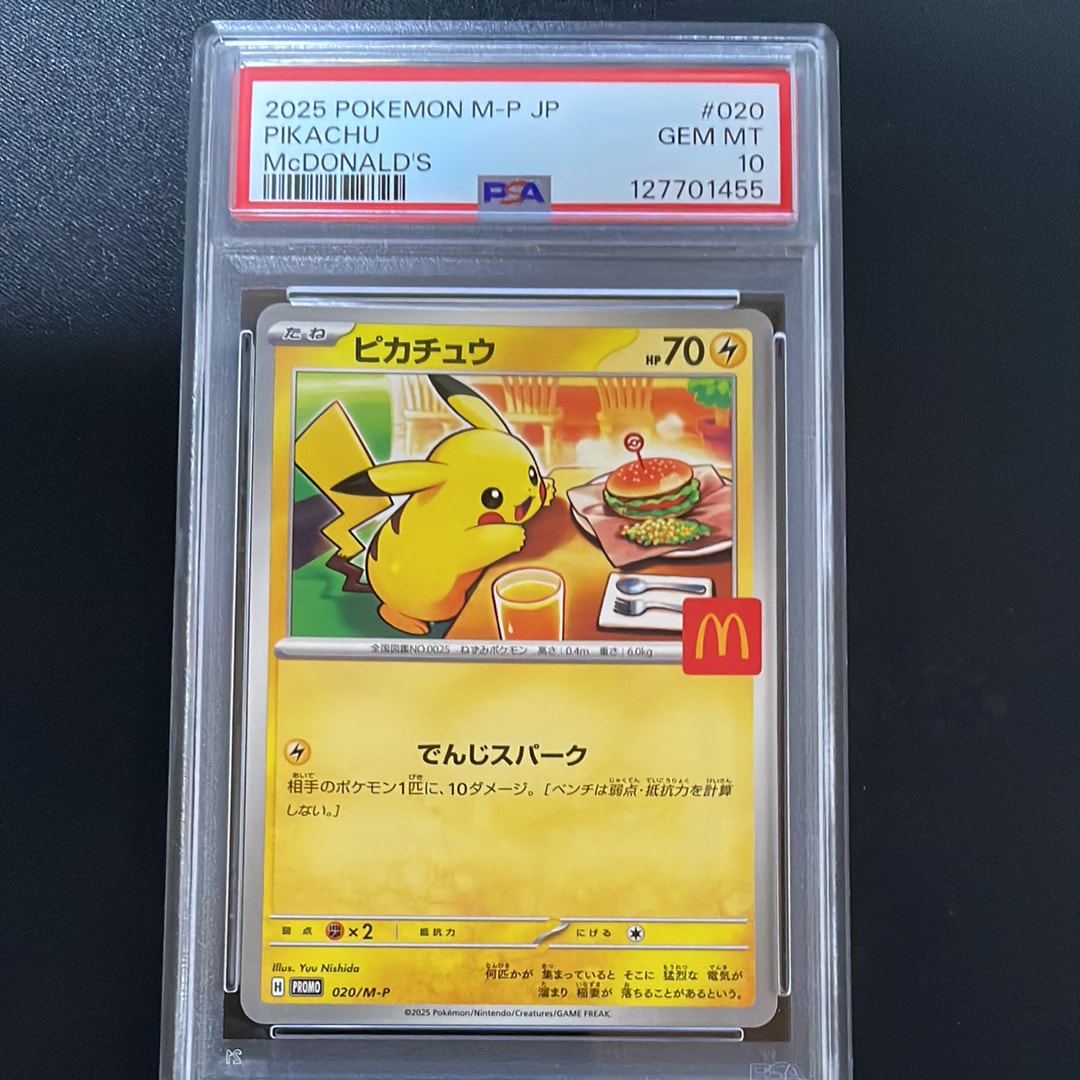 2025 POKEMON M-P JP #020
PIKACHU GEM MT
McDONALD'S 10
PSA 127701455
たね ピカチュウ HP 70
M
全国図鑑NO.0025 ねずみポケモン 高さ:0.4m 重さ:6.0kg
でんじスパーク
相手のポケモン1匹に、10ダメージ。[ベンチは弱点・抵抗力を計算
しない。]
弱点 ×2 抵抗力 にげる
Illus. Yuu Nishida
何匹かが 集まっていると そこに 猛烈な 電気が
溜まり 稲妻が 落ちることがあるという。
H PROMO 020/M-P
©2025 Pokémon/Nintendo/Creatures/GAME FREAK.
PSA